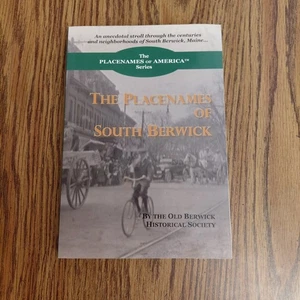 An anecdotal stroll through the centuries
and neighborhoods of South Berwick, Maine...
The
PLACENAMES OF AMERICA™
Series
THE PLACENAMES
OF
SOUTH BERWICK
BY THE OLD BERWICK
HISTORICAL SOCIETY